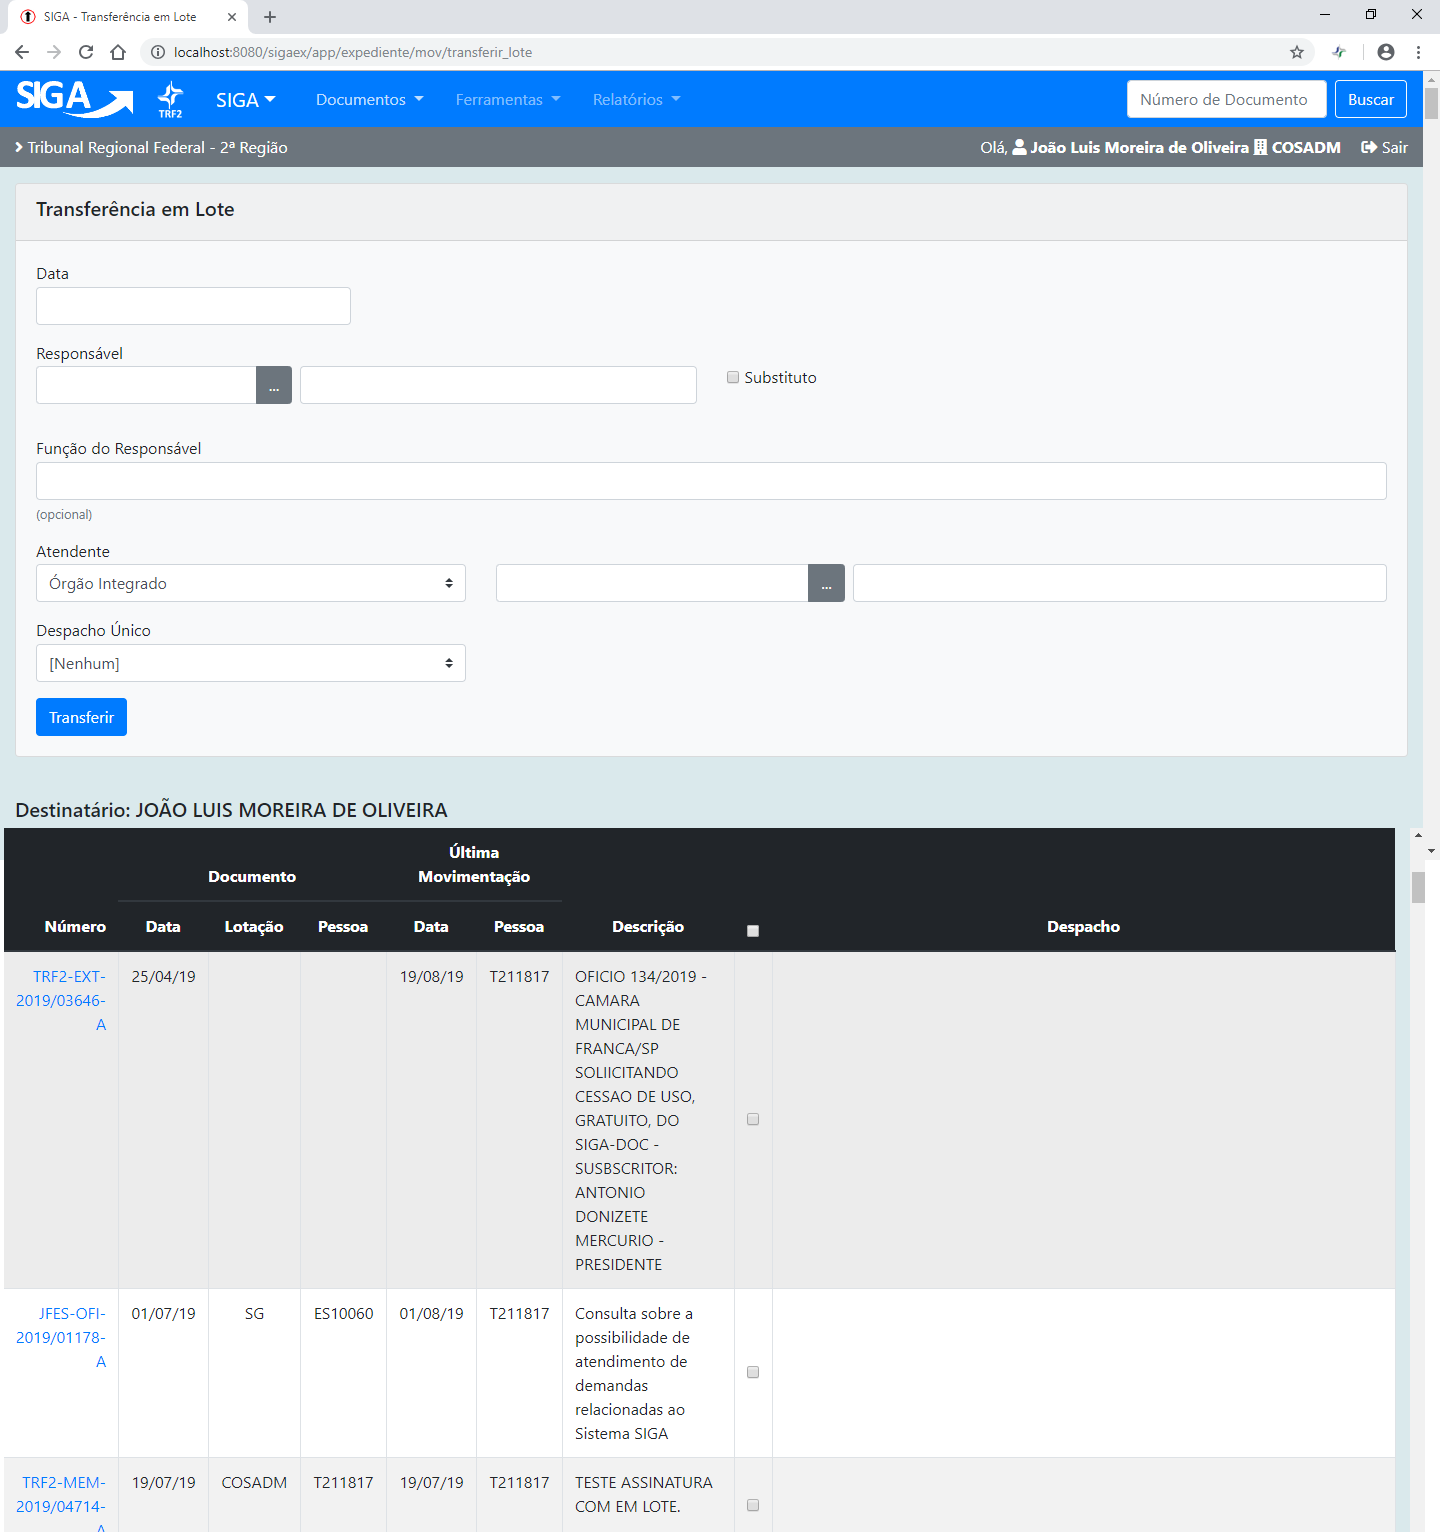 SIGA - Transferência em Lote
localhost:8080/sigaex/app/expediente/mov/transferir_lote
SIGA TRF2 SIGA Documentos Ferramentas Relatórios Número de Documento Buscar
Tribunal Regional Federal - 2ª Região Olá, João Luis Moreira de Oliveira COSADM Sair
Transferência em Lote
Data
Responsável
... Substituto
Função do Responsável
(opcional)
Atendente
Órgão Integrado ...
Despacho Único
[Nenhum]
Transferir
Destinatário: JOÃO LUIS MOREIRA DE OLIVEIRA
Documento
Última
Movimentação
Número Data Lotação Pessoa Data Pessoa Descrição Despacho
TRF2-EXT-
2019/03646-
A
25/04/19
19/08/19
T211817
OFICIO 134/2019 -
CAMARA
MUNICIPAL DE
FRANCA/SP
SOLIICITANDO
CESSAO DE USO,
GRATUITO, DO
SIGA-DOC -
SUSBSCRITOR:
ANTONIO
DONIZETE
MERCURIO -
PRESIDENTE
JFES-OFI-
2019/01178-
A
01/07/19
SG
ES10060
01/08/19
T211817
Consulta sobre a
possibilidade de
atendimento de
demandas
relacionadas ao
Sistema SIGA
TRF2-MEM-
2019/04714-
A
19/07/19
COSADM
T211817
19/07/19
T211817
TESTE ASSINATURA
COM EM LOTE.